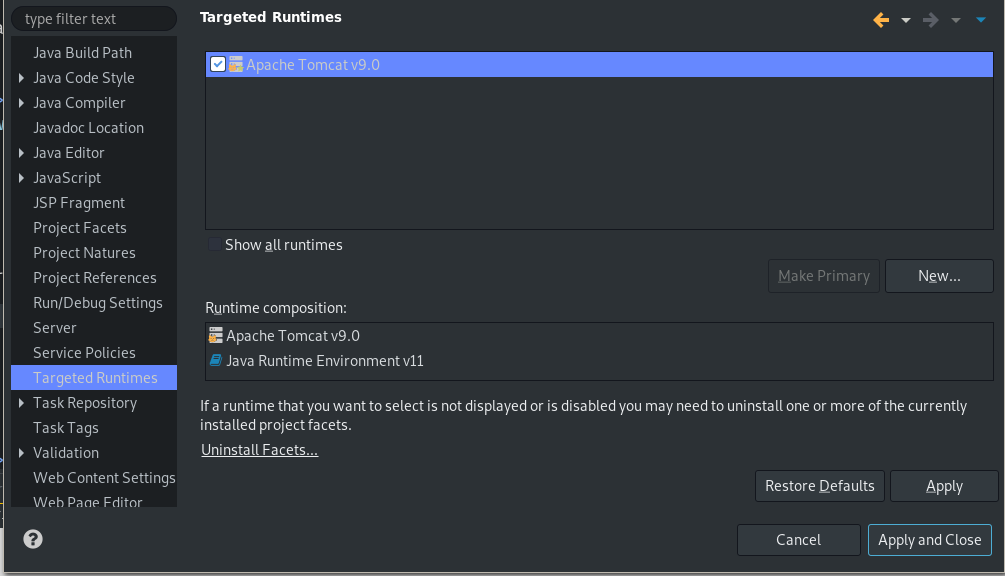 type filter text
Targeted Runtimes
Java Build Path
Java Code Style
Java Compiler
Javadoc Location
Java Editor
JavaScript
JSP Fragment
Project Facets
Project Natures
Project References
Run/Debug Settings
Server
Service Policies
Targeted Runtimes
Task Repository
Task Tags
Validation
Web Content Settings
Web Page Editor
Apache Tomcat v9.0
Show all runtimes
Make Primary
New...
Runtime composition:
Apache Tomcat v9.0
Java Runtime Environment v11
If a runtime that you want to select is not displayed or is disabled you may need to uninstall one or more of the currently
installed project facets.
Uninstall Facets...
Restore Defaults
Apply
?
Cancel
Apply and Close